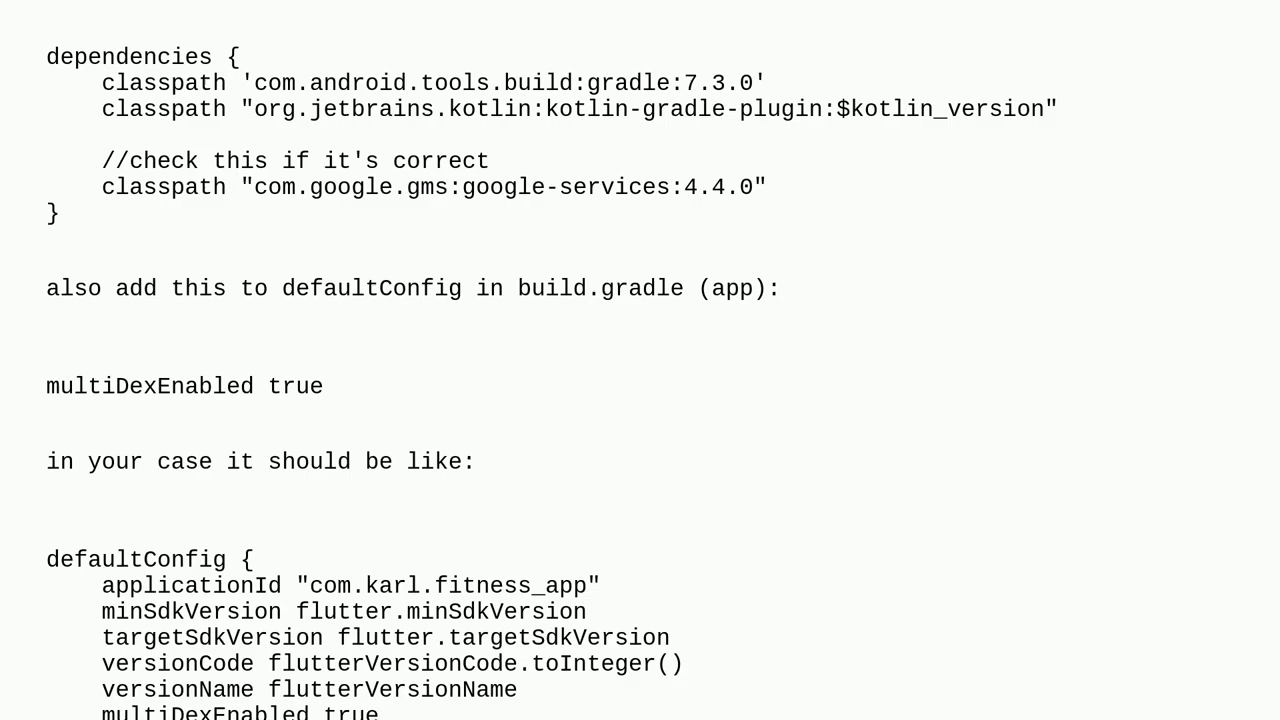 dependencies {
    classpath 'com.android.tools.build:gradle:7.3.0'
    classpath "org.jetbrains.kotlin:kotlin-gradle-plugin:$kotlin_version"
    //check this if it's correct
    classpath "com.google.gms:google-services:4.4.0"
}
also add this to defaultConfig in build.gradle (app):
multiDexEnabled true
in your case it should be like:
defaultConfig {
    applicationId "com.karl.fitness_app"
    minSdkVersion flutter.minSdkVersion
    targetSdkVersion flutter.targetSdkVersion
    versionCode flutterVersionCode.toInteger()
    versionName flutterVersionName
    multiDexEnabled true